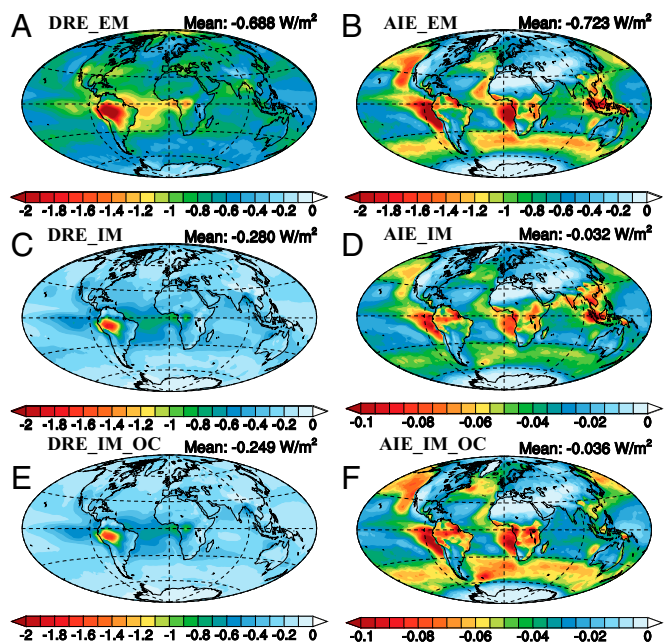 A DRE_EM Mean: -0.688 W/m²
B AIE_EM Mean: -0.723 W/m²
-2 -1.8 -1.6 -1.4 -1.2 -1 -0.8 -0.6 -0.4 -0.2 0
-2 -1.8 -1.6 -1.4 -1.2 -1 -0.8 -0.6 -0.4 -0.2 0
C DRE_IM Mean: -0.280 W/m²
D AIE_IM Mean: -0.032 W/m²
-2 -1.8 -1.6 -1.4 -1.2 -1 -0.8 -0.6 -0.4 -0.2 0
-0.1 -0.08 -0.06 -0.04 -0.02 0
E DRE_IM_OC Mean: -0.249 W/m²
F AIE_IM_OC Mean: -0.036 W/m²
-2 -1.8 -1.6 -1.4 -1.2 -1 -0.8 -0.6 -0.4 -0.2 0
-0.1 -0.08 -0.06 -0.04 -0.02 0